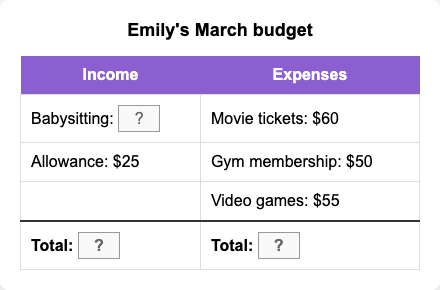 Emily's March budget
Income Expenses
Babysitting: ? Movie tickets: $60
Allowance: $25 Gym membership: $50
Video games: $55
Total: ? Total: ?